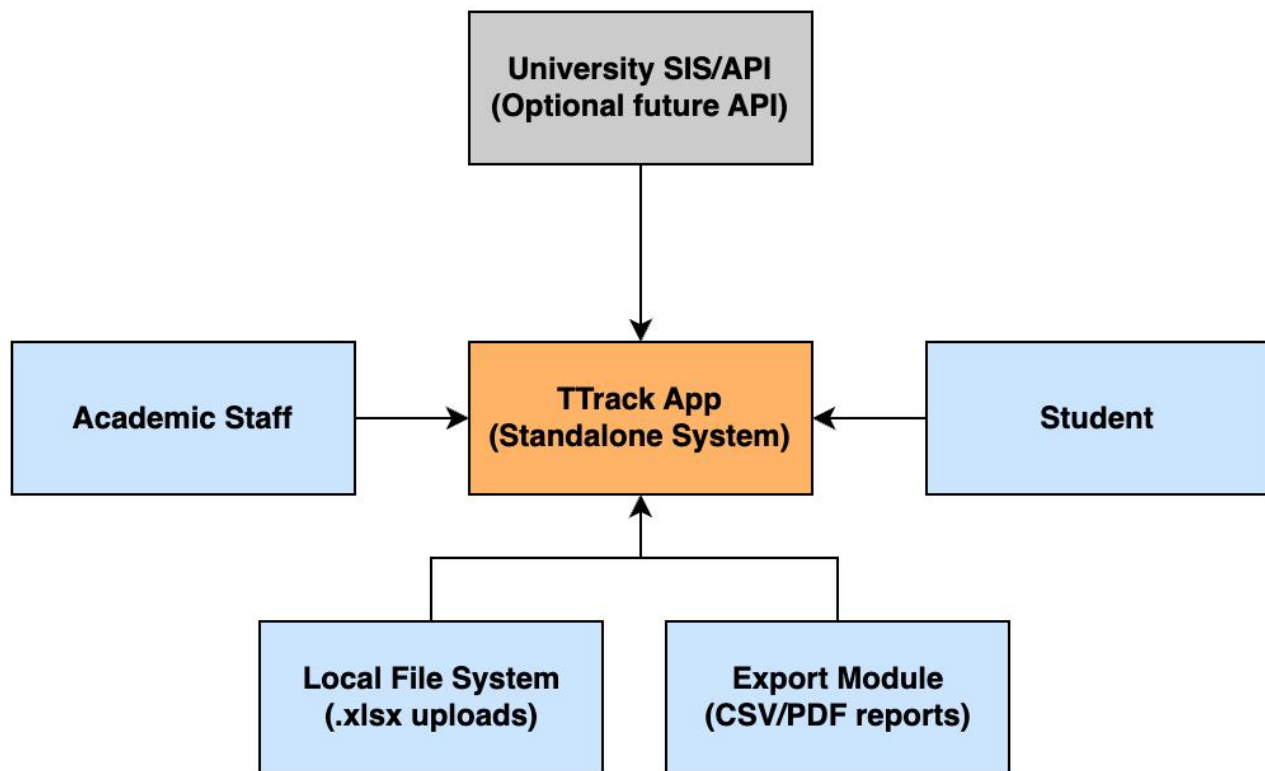 University SIS/API
(Optional future API)
Academic Staff
TTrack App
(Standalone System)
Student
Local File System
(.xlsx uploads)
Export Module
(CSV/PDF reports)